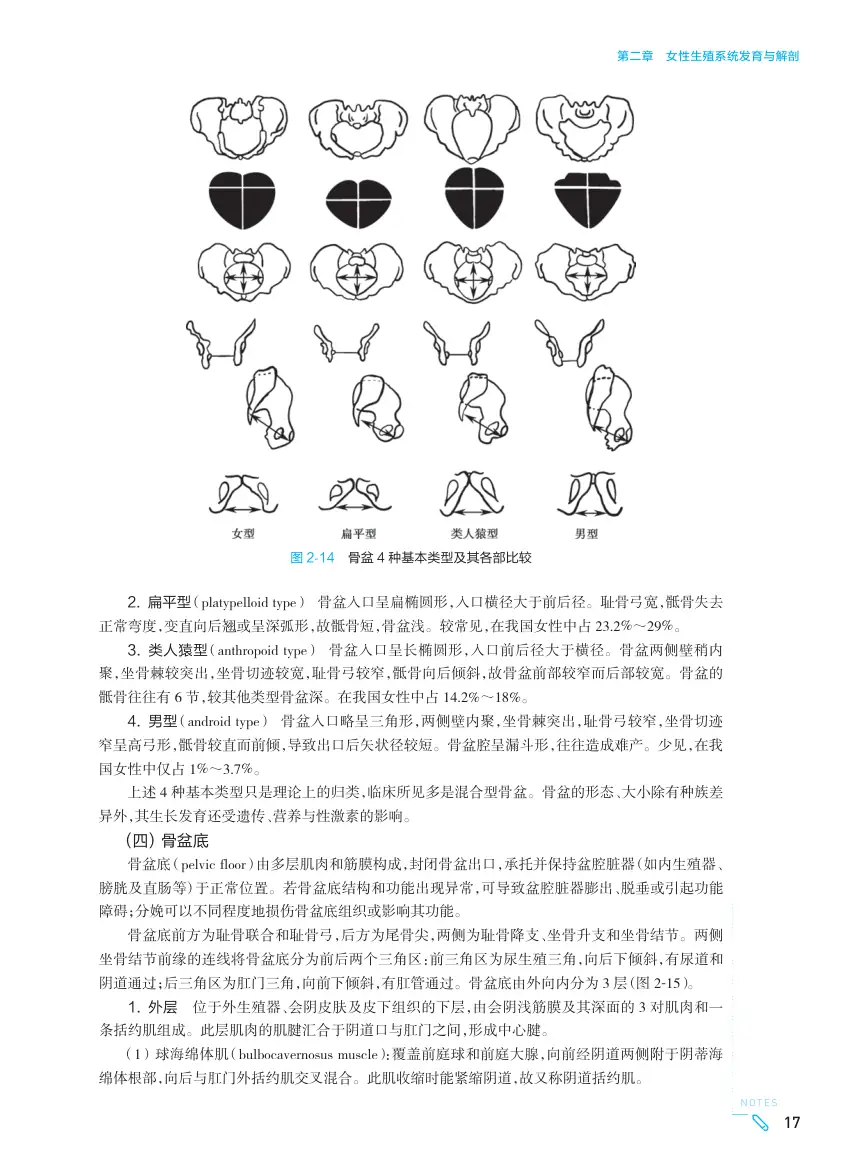 第二章 女性生殖系统发育与解剖
女型 扁平型 类人猿型 男型
图 2-14 骨盆 4 种基本类型及其各部比较
2. 扁平型（platypelloid type） 骨盆入口呈扁椭圆形，入口横径大于前后径。耻骨弓宽，骶骨失去
正常弯度，变直向后翘或呈深弧形，故骶骨短，骨盆浅。较常见，在我国女性中占 23.2%～29%。
3. 类人猿型（anthropoid type） 骨盆入口呈长椭圆形，入口前后径大于横径。骨盆两侧壁稍内
聚，坐骨棘较突出，坐骨切迹较宽，耻骨弓较窄，骶骨向后倾斜，故骨盆前部较窄而后部较宽。骨盆的
骶骨往往有 6 节，较其他类型骨盆深。在我国女性中占 14.2%～18%。
4. 男型（android type） 骨盆入口略呈三角形，两侧壁内聚，坐骨棘突出，耻骨弓较窄，坐骨切迹
窄呈高弓形，骶骨较直而前倾，导致出口后矢状径较短。骨盆腔呈漏斗形，往往造成难产。少见，在我
国女性中仅占 1%～3.7%。
上述 4 种基本类型只是理论上的归类，临床所见多是混合型骨盆。骨盆的形态、大小除有种族差
异外，其生长发育还受遗传、营养与性激素的影响。
（四）骨盆底
骨盆底（pelvic floor）由多层肌肉和筋膜构成，封闭骨盆出口，承托并保持盆腔脏器（如内生殖器、
膀胱及直肠等）于正常位置。若骨盆底结构和功能出现异常，可导致盆腔脏器膨出、脱垂或引起功能
障碍；分娩可以不同程度地损伤骨盆底组织或影响其功能。
骨盆底前方为耻骨联合和耻骨弓，后方为尾骨尖，两侧为耻骨降支、坐骨升支和坐骨结节。两侧
坐骨结节前缘的连线将骨盆底分为前后两个三角区：前三角区为尿生殖三角，向后下倾斜，有尿道和
阴道通过；后三角区为肛门三角，向前下倾斜，有肛管通过。骨盆底由外向内分为 3 层（图 2-15）。
1. 外层 位于外生殖器、会阴皮肤及皮下组织的下层，由会阴浅筋膜及其深面的 3 对肌肉和一
条括约肌组成。此层肌肉的肌腱汇合于阴道口与肛门之间，形成中心腱。
（1）球海绵体肌（bulbocavernosus muscle）：覆盖前庭球和前庭大腺，向前经阴道两侧附于阴蒂海
绵体根部，向后与肛门外括约肌交叉混合。此肌收缩时能紧缩阴道，故又称阴道括约肌。
NOTES
17